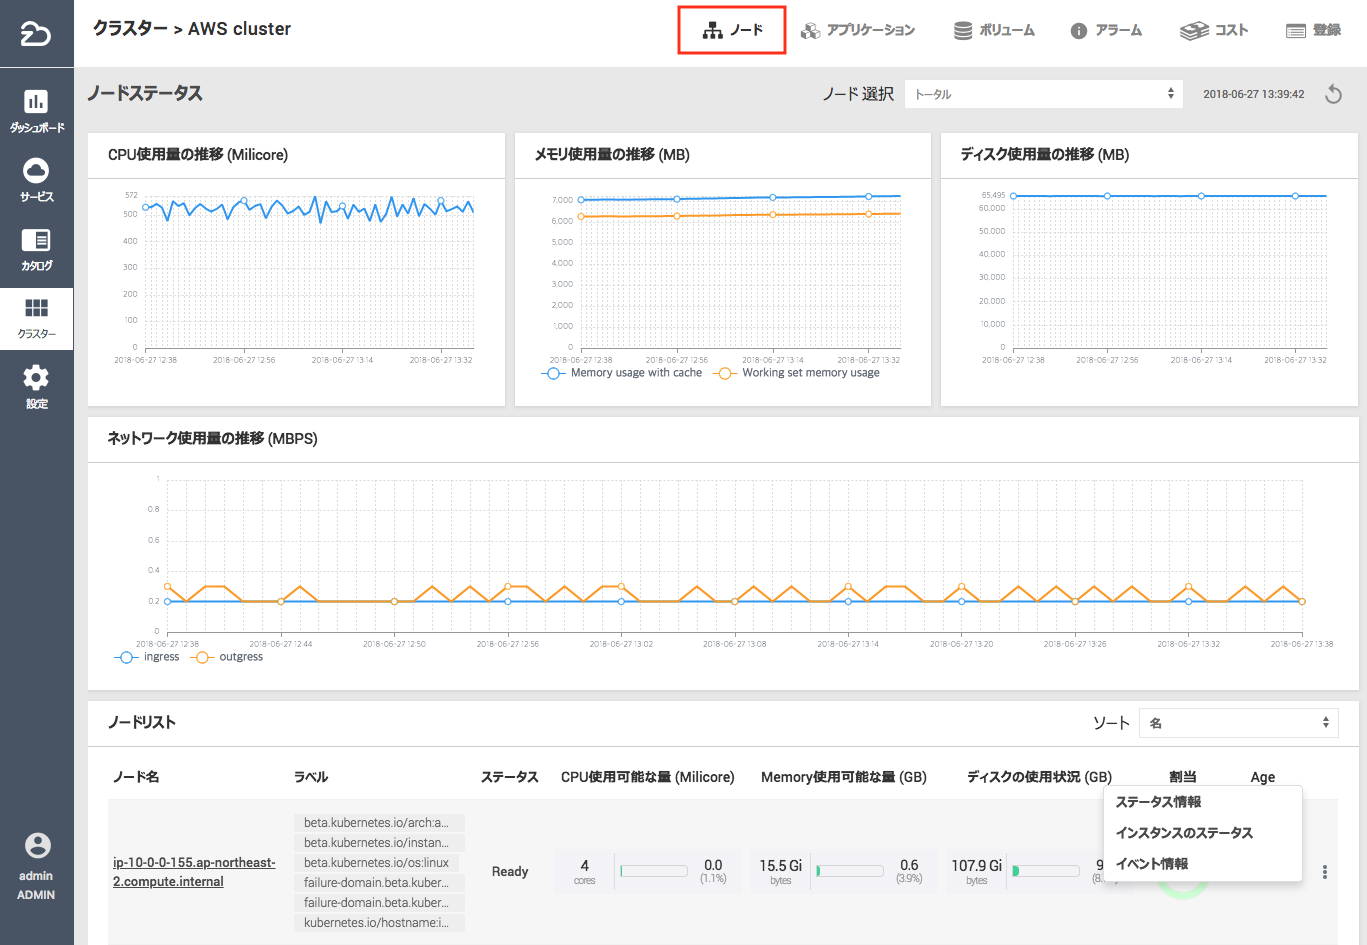 クラスター > AWS cluster
ノード
アプリケーション
ボリューム
アラーム
コスト
登録
ダッシュボード
サービス
カタログ
クラスター
設定
admin
ADMIN
ノードステータス
ノード 選択
トータル
2018-06-27 13:39:42
CPU使用量の推移 (Milicore)
572
500
400
300
200
100
0
2018-06-27 12:38
2018-06-27 12:56
2018-06-27 13:14
2018-06-27 13:32
メモリ使用量の推移 (MB)
7,000
6,000
5,000
4,000
3,000
2,000
1,000
0
2018-06-27 12:38
2018-06-27 12:56
2018-06-27 13:14
2018-06-27 13:32
Memory usage with cache
Working set memory usage
ディスク使用量の推移 (MB)
65,495
60,000
50,000
40,000
30,000
20,000
10,000
0
2018-06-27 12:38
2018-06-27 12:56
2018-06-27 13:14
2018-06-27 13:32
ネットワーク使用量の推移 (MBPS)
1
0.8
0.6
0.4
0.2
0
2018-06-27 12:38
2018-06-27 12:44
2018-06-27 12:50
2018-06-27 12:56
2018-06-27 13:02
2018-06-27 13:08
2018-06-27 13:14
2018-06-27 13:20
2018-06-27 13:26
2018-06-27 13:32
2018-06-27 13:38
ingress
outgress
ノードリスト
ソート
名
ノード名
ラベル
ステータス
CPU使用可能な量 (Milicore)
Memory使用可能な量 (GB)
ディスクの使用状況 (GB)
割当
Age
ip-10-0-0-155.ap-northeast-
2.compute.internal
beta.kubernetes.io/arch:a...
beta.kubernetes.io/instan...
beta.kubernetes.io/os:linux
failure-domain.beta.kuber...
failure-domain.beta.kuber...
kubernetes.io/hostname:i...
Ready
4
cores
0.0
(1.1%)
15.5 Gi
bytes
0.6
(3.9%)
107.9 Gi
bytes
ステータス情報
インスタンスのステータス
イベント情報